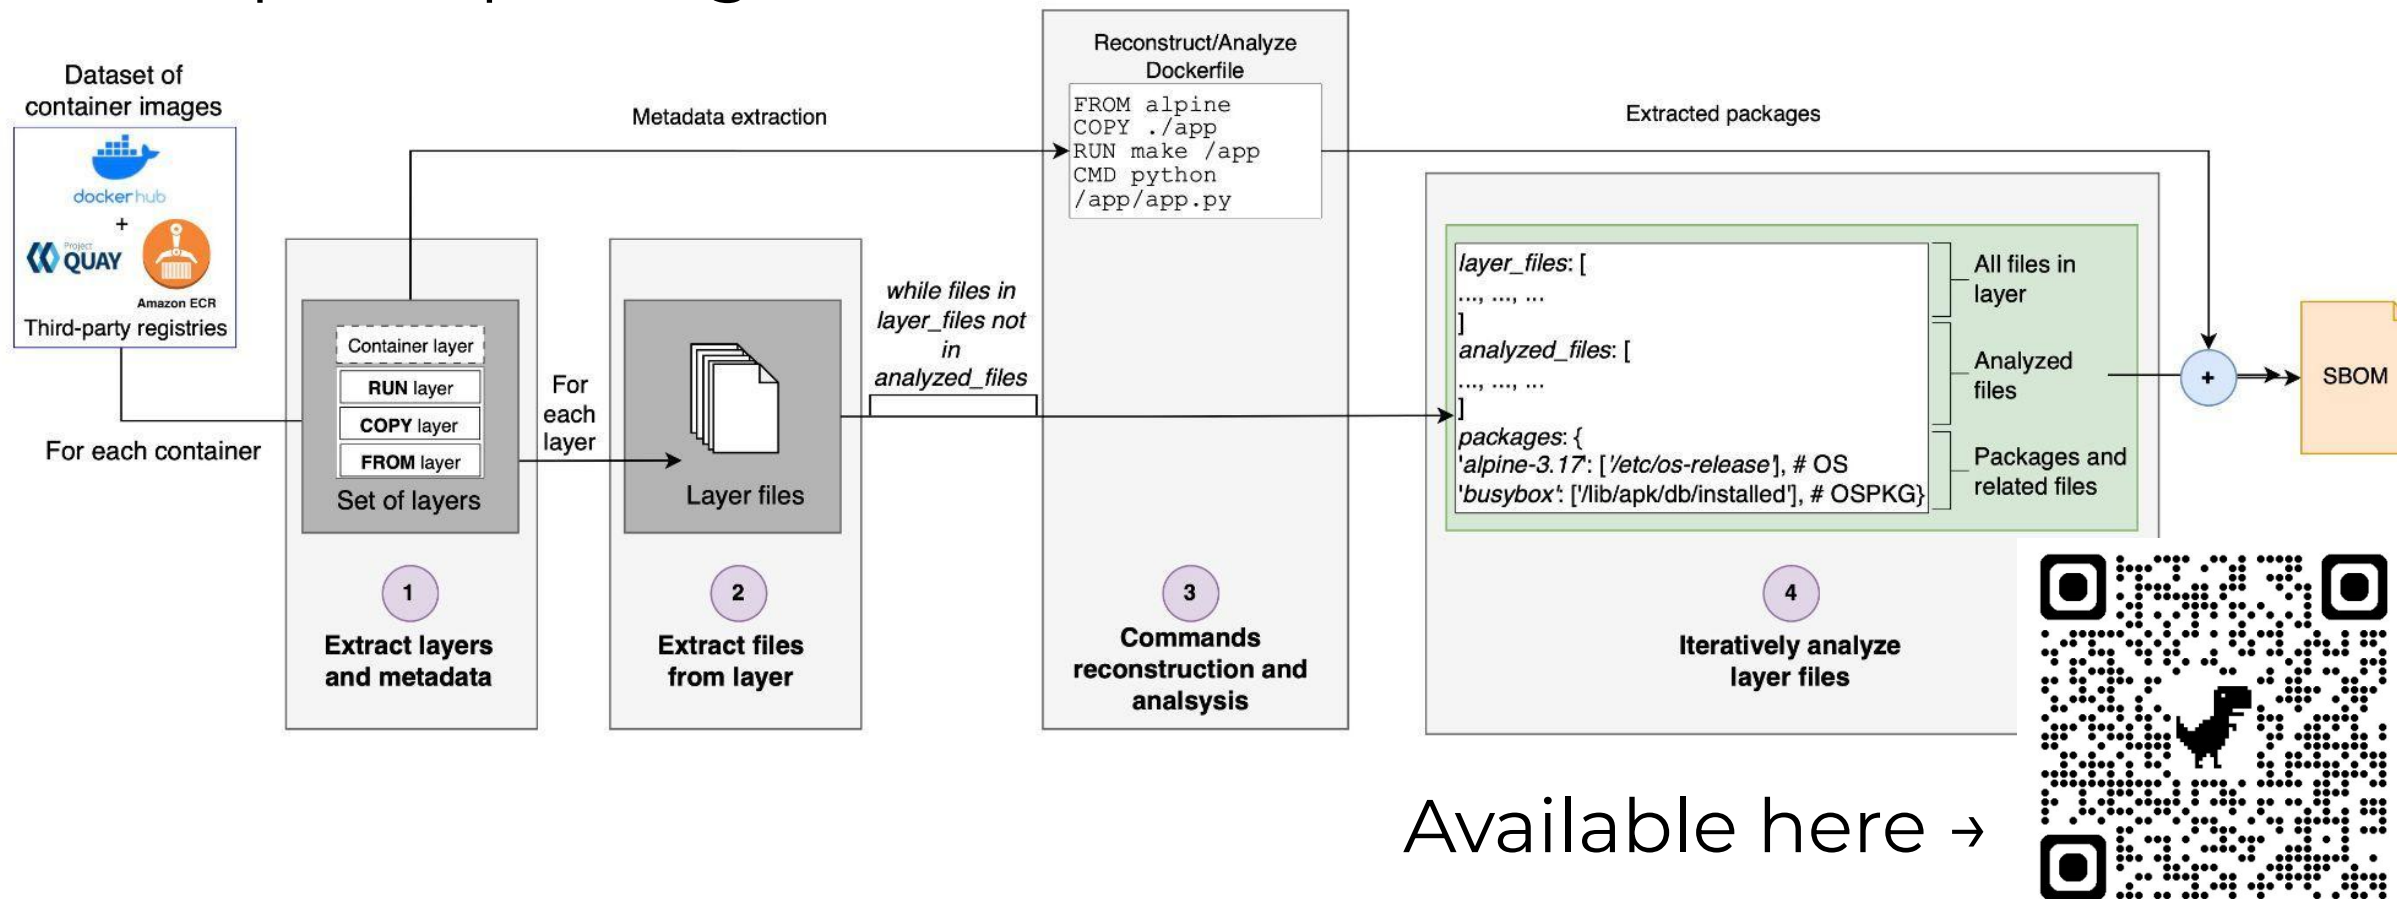 Dataset of
container images
dockerhub
+
Project
QUAY
Amazon ECR
Third-party registries
For each container
Container layer
RUN layer
COPY layer
FROM layer
Set of layers
1
Extract layers
and metadata
For
each
layer
Layer files
2
Extract files
from layer
Metadata extraction
while files in
layer_files not
in
analyzed_files
Reconstruct/Analyze
Dockerfile
FROM alpine
COPY ./app
RUN make /app
CMD python
/app/app.py
3
Commands
reconstruction and
analsysis
Extracted packages
layer_files: [
..., ..., ...
]
analyzed_files: [
..., ..., ...
]
packages: {
'alpine-3.17': ['/etc/os-release'], # OS
'busybox': ['/lib/apk/db/installed'], # OSPKG}
All files in
layer
Analyzed
files
Packages and
related files
4
Iteratively analyze
layer files
+
SBOM
Available here →